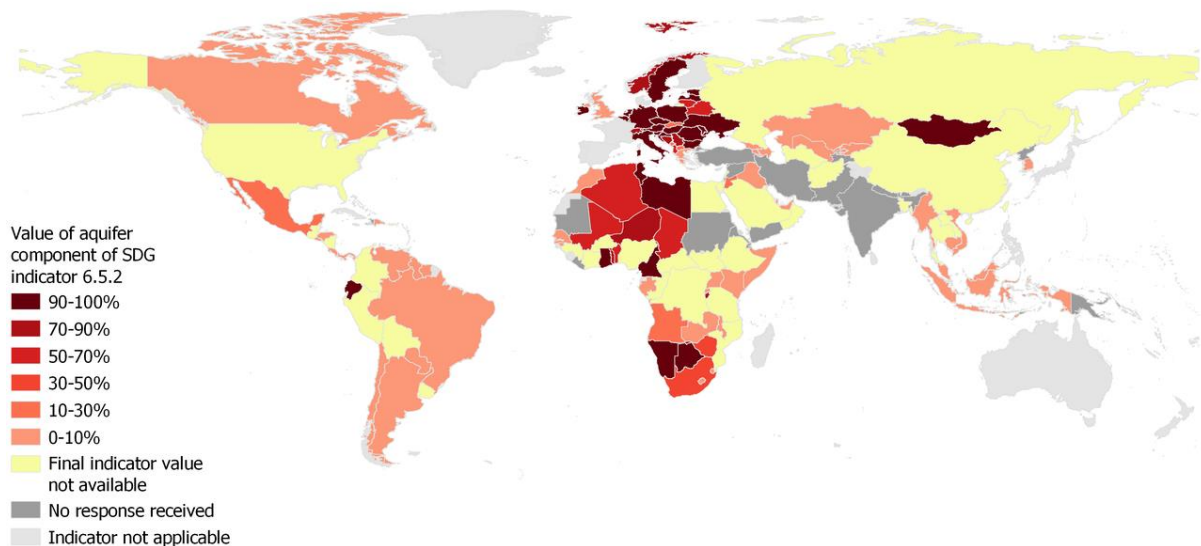 Value of aquifer
component of SDG
indicator 6.5.2
90-100%
70-90%
50-70%
30-50%
10-30%
0-10%
Final indicator value
not available
No response received
Indicator not applicable